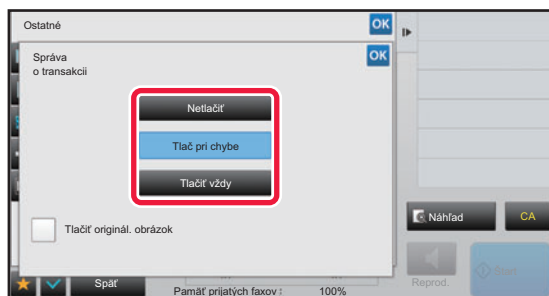 Ostatné
OK
Správa
o transakcii
OK
Netlačiť
Tlač pri chybe
Tlačiť vždy
Tlačiť originál. obrázok
Náhľad
CA
Späť
Pamäť prijatých faxov :
100%
Reprod.
Start